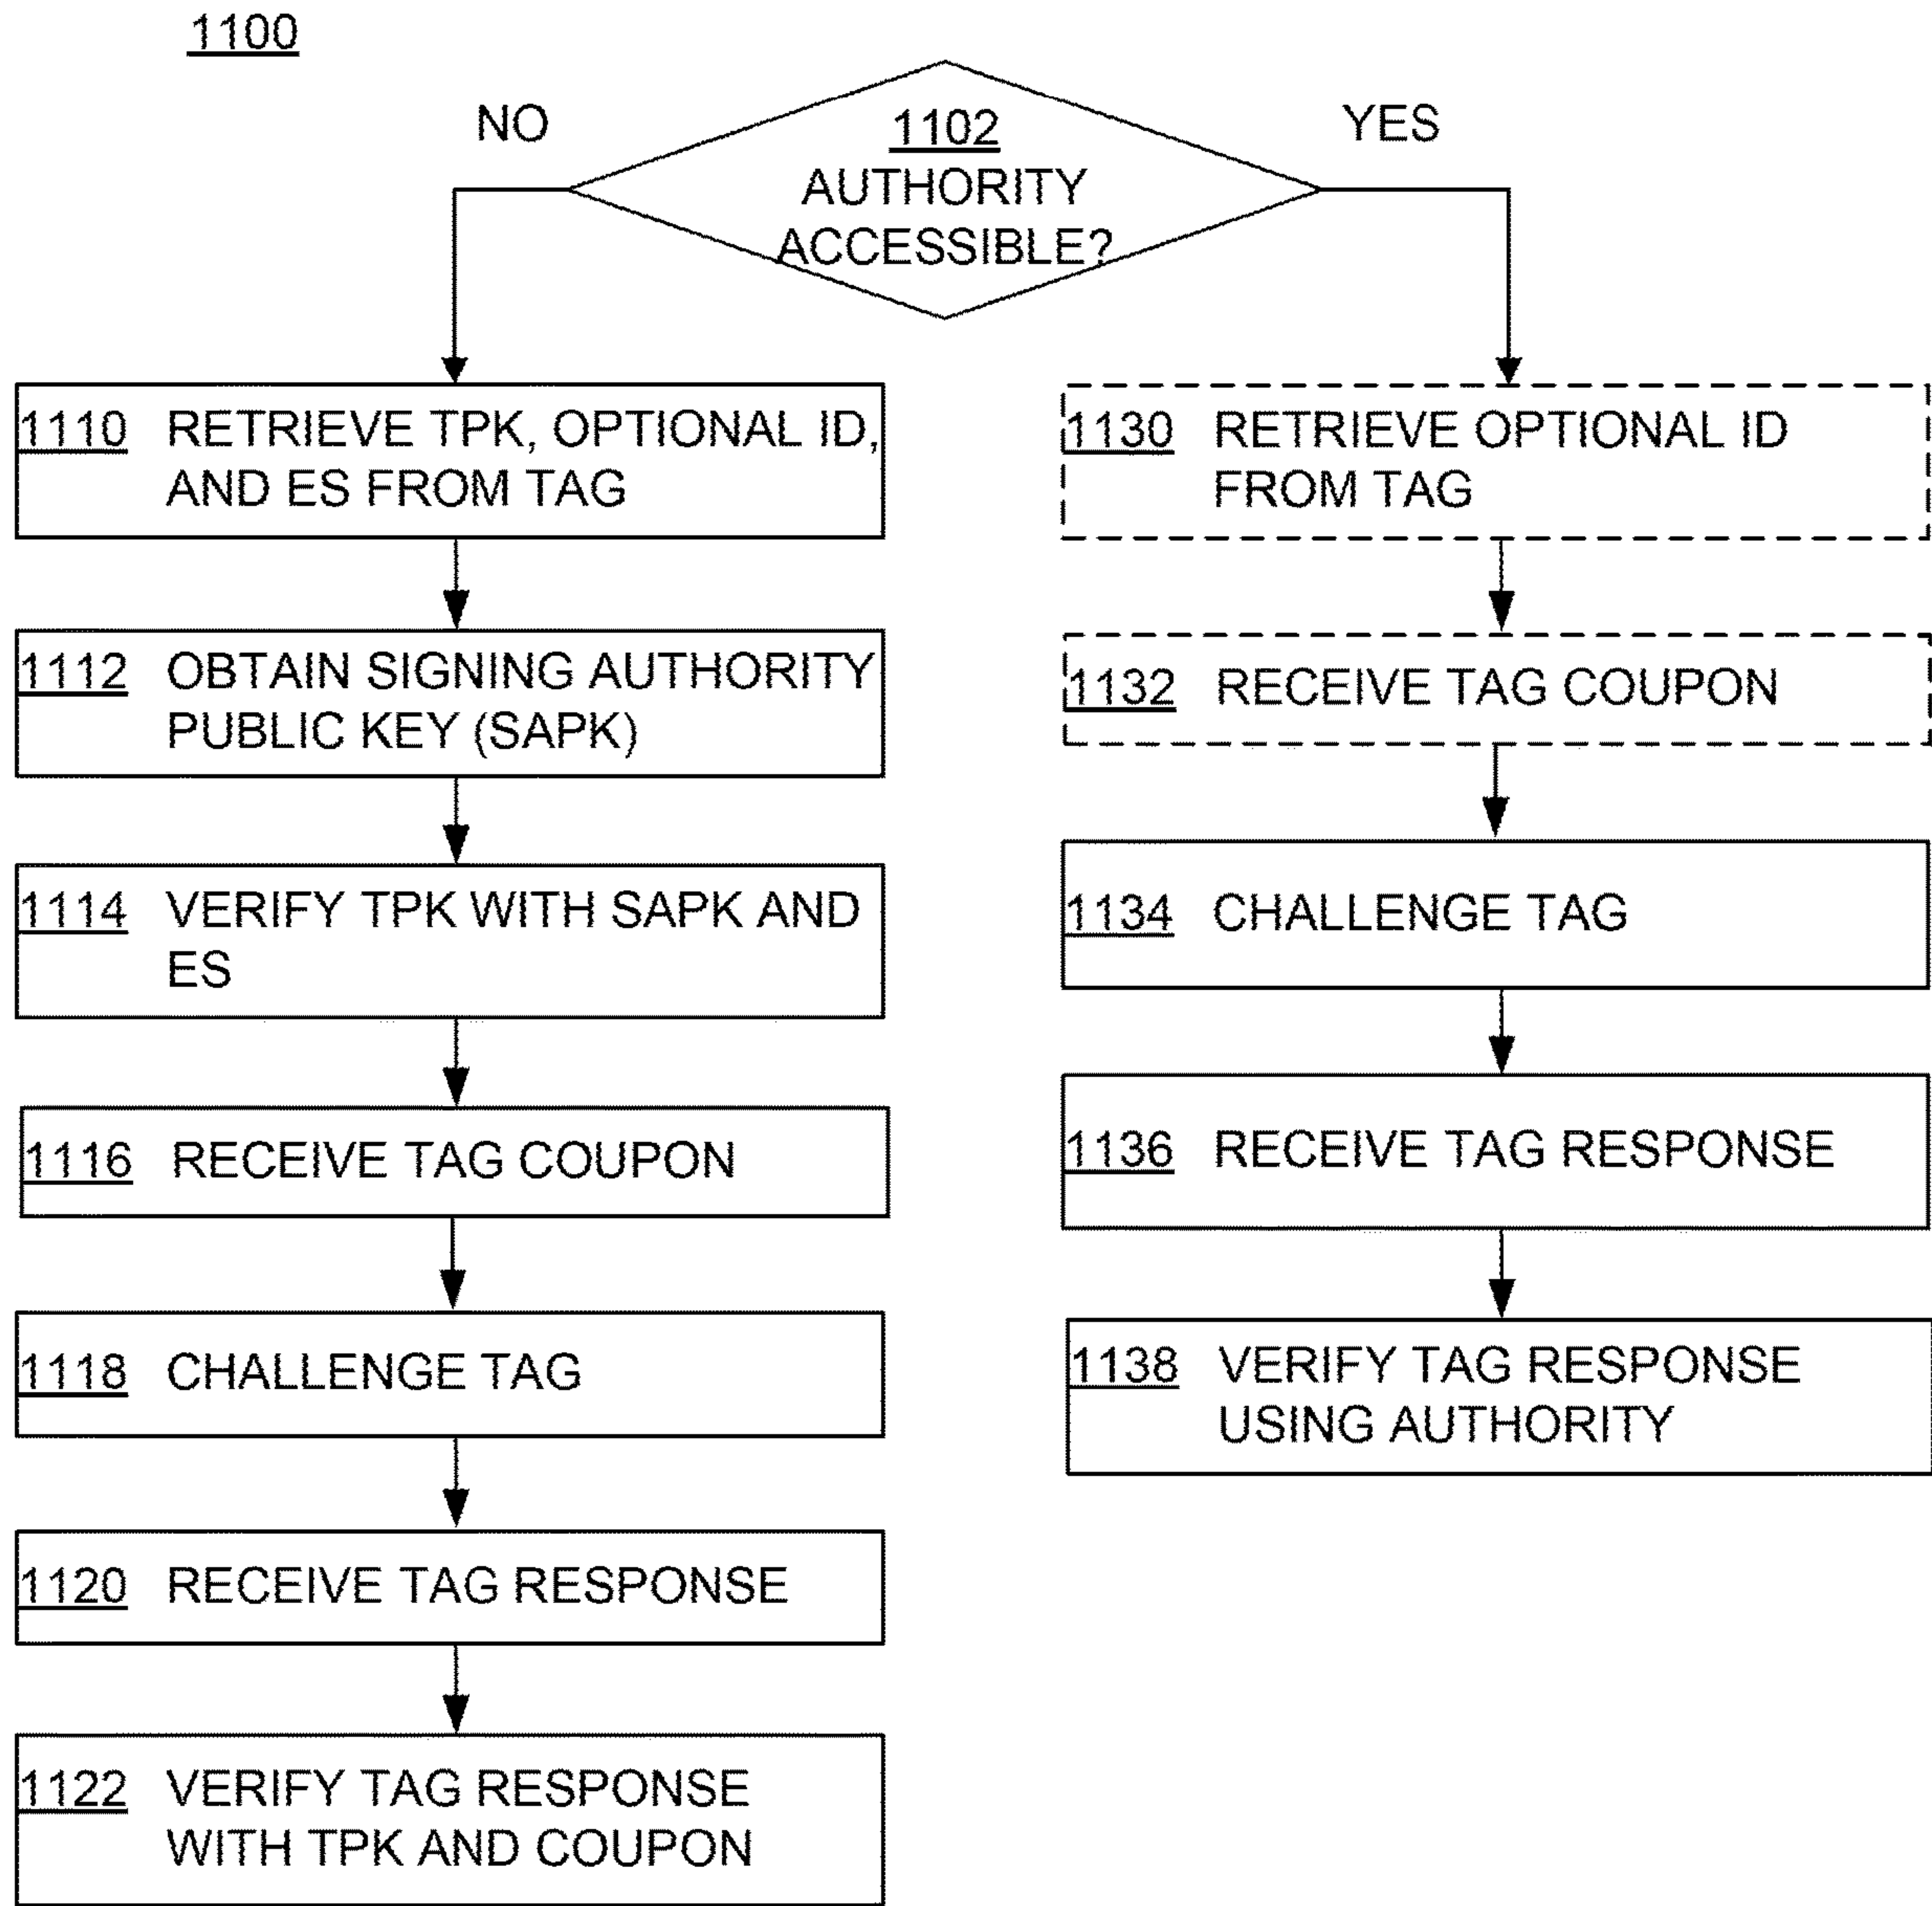 1100
NO
YES
1102
AUTHORITY
ACCESSIBLE?
1110 RETRIEVE TPK, OPTIONAL ID,
AND ES FROM TAG
1112 OBTAIN SIGNING AUTHORITY
PUBLIC KEY (SAPK)
1114 VERIFY TPK WITH SAPK AND
ES
1116 RECEIVE TAG COUPON
1118 CHALLENGE TAG
1120 RECEIVE TAG RESPONSE
1122 VERIFY TAG RESPONSE
WITH TPK AND COUPON
1130 RETRIEVE OPTIONAL ID
FROM TAG
1132 RECEIVE TAG COUPON
1134 CHALLENGE TAG
1136 RECEIVE TAG RESPONSE
1138 VERIFY TAG RESPONSE
USING AUTHORITY